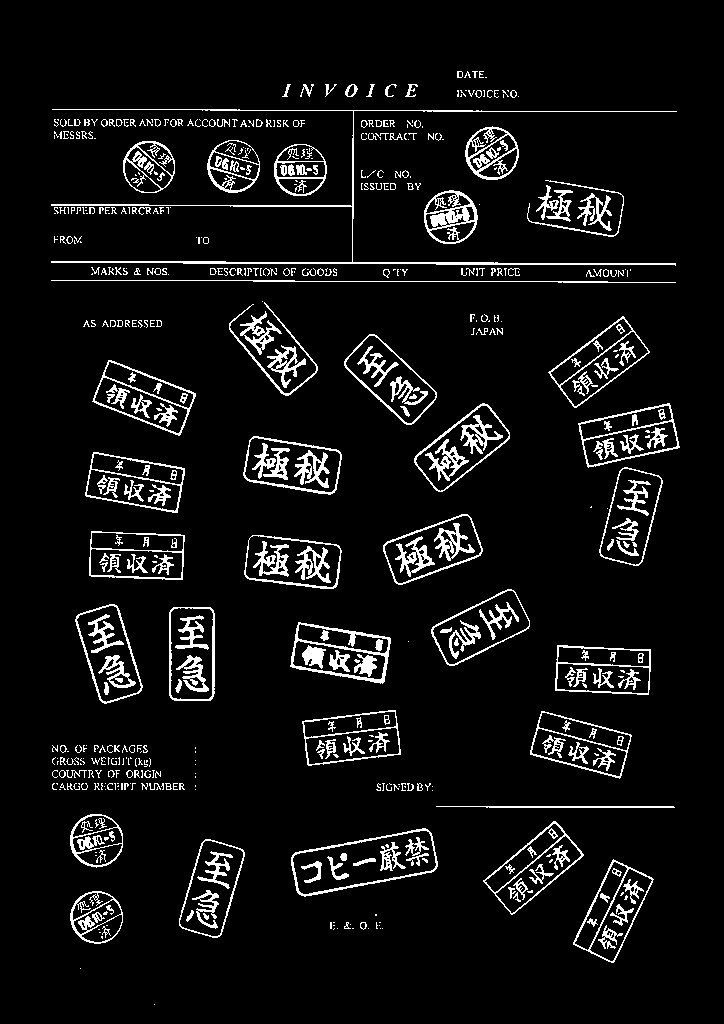 DATE.
INVOICE
INVOICE NO.
SOLD BY ORDER AND FOR ACCOUNT AND RISK OF
MESSRS.
ORDER NO.
CONTRACT NO.
処理
D6.10.-5
済
処理
D6.10.-5
済
処理
D6.10.-5
済
処理
D6.10.-5
済
L/C NO.
ISSUED BY
処理
D6.10.-5
済
極秘
SHIPPED PER AIRCRAFT
FROM TO
MARKS & NOS. DESCRIPTION OF GOODS Q'TY UNIT PRICE AMOUNT
AS ADDRESSED
F. O. B.
JAPAN
極秘
至急
年 月 日
領収済
年 月 日
領収済
年 月 日
領収済
極秘
極秘
年 月 日
領収済
至急
年 月 日
領収済
極秘
極秘
至急
至急
年 月 日
領収済
至急
年 月 日
領収済
年 月 日
領収済
年 月 日
領収済
NO. OF PACKAGES :
GROSS WEIGHT (kg) :
COUNTRY OF ORIGIN :
CARGO RECEIPT NUMBER :
SIGNED BY:
処理
D6.10.-5
済
処理
D6.10.-5
済
至急
コピー厳禁
年 月 日
領収済
年 月 日
領収済
E. & O. E.